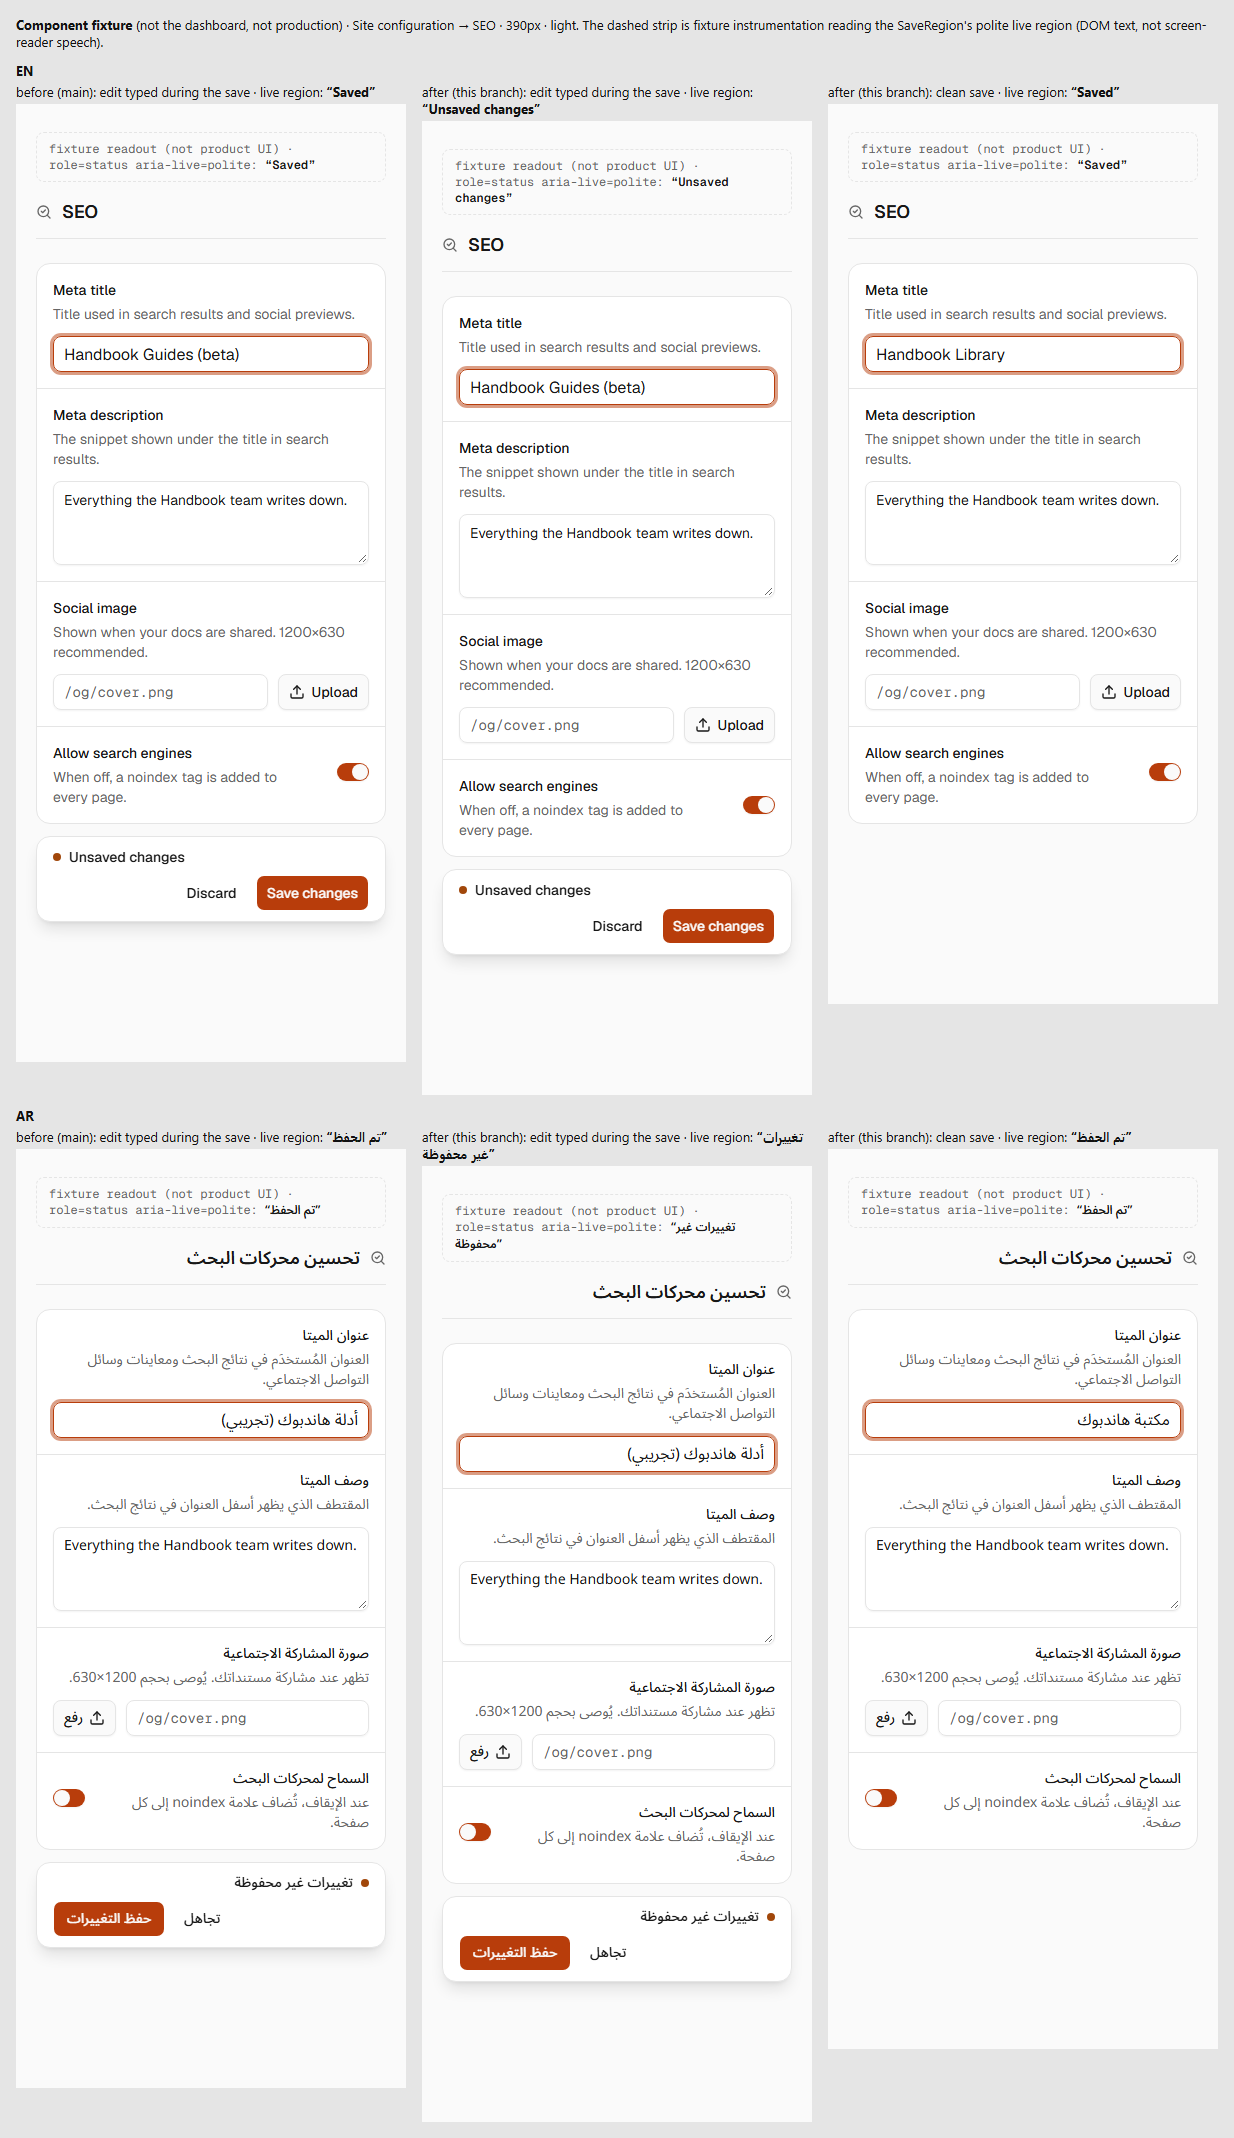 Component fixture (not the dashboard, not production) · Site configuration → SEO · 390px · light. The dashed strip is fixture instrumentation reading the SaveRegion's polite live region (DOM text, not screen-
reader speech).
EN
before (main): edit typed during the save · live region: “Saved”
fixture readout (not product UI) ·
role=status aria-live=polite: “Saved”
SEO
Meta title
Title used in search results and social previews.
Handbook Guides (beta)
Meta description
The snippet shown under the title in search
results.
Everything the Handbook team writes down.
Social image
Shown when your docs are shared. 1200×630
recommended.
/og/cover.png
Upload
Allow search engines
When off, a noindex tag is added to
every page.
Unsaved changes
Discard
Save changes
after (this branch): edit typed during the save · live region:
“Unsaved changes”
fixture readout (not product UI) ·
role=status aria-live=polite: “Unsaved
changes”
SEO
Meta title
Title used in search results and social previews.
Handbook Guides (beta)
Meta description
The snippet shown under the title in search
results.
Everything the Handbook team writes down.
Social image
Shown when your docs are shared. 1200×630
recommended.
/og/cover.png
Upload
Allow search engines
When off, a noindex tag is added to
every page.
Unsaved changes
Discard
Save changes
after (this branch): clean save · live region: “Saved”
fixture readout (not product UI) ·
role=status aria-live=polite: “Saved”
SEO
Meta title
Title used in search results and social previews.
Handbook Library
Meta description
The snippet shown under the title in search
results.
Everything the Handbook team writes down.
Social image
Shown when your docs are shared. 1200×630
recommended.
/og/cover.png
Upload
Allow search engines
When off, a noindex tag is added to
every page.
AR
before (main): edit typed during the save · live region: “تم الحفظ”
fixture readout (not product UI) ·
role=status aria-live=polite: “تم الحفظ”
تحسين محركات البحث
عنوان الميتا
العنوان المُستخدَم في نتائج البحث ومعاينات وسائل
التواصل الاجتماعي.
أدلة هاندبوك (تجريبي)
وصف الميتا
المقتطف الذي يظهر أسفل العنوان في نتائج البحث.
Everything the Handbook team writes down.
صورة المشاركة الاجتماعية
تظهر عند مشاركة مستنداتك. يُوصى بحجم 1200×630.
/og/cover.png
رفع
السماح لمحركات البحث
عند الإيقاف، تُضاف علامة noindex إلى كل
صفحة.
تغييرات غير محفوظة
تجاهل
حفظ التغييرات
after (this branch): edit typed during the save · live region: “تغييرات
غير محفوظة”
fixture readout (not product UI) ·
role=status aria-live=polite: “تغييرات غير
محفوظة”
تحسين محركات البحث
عنوان الميتا
العنوان المُستخدَم في نتائج البحث ومعاينات وسائل
التواصل الاجتماعي.
أدلة هاندبوك (تجريبي)
وصف الميتا
المقتطف الذي يظهر أسفل العنوان في نتائج البحث.
Everything the Handbook team writes down.
صورة المشاركة الاجتماعية
تظهر عند مشاركة مستنداتك. يُوصى بحجم 1200×630.
/og/cover.png
رفع
السماح لمحركات البحث
عند الإيقاف، تُضاف علامة noindex إلى كل
صفحة.
تغييرات غير محفوظة
تجاهل
حفظ التغييرات
after (this branch): clean save · live region: “تم الحفظ”
fixture readout (not product UI) ·
role=status aria-live=polite: “تم الحفظ”
تحسين محركات البحث
عنوان الميتا
العنوان المُستخدَم في نتائج البحث ومعاينات وسائل
التواصل الاجتماعي.
مكتبة هاندبوك
وصف الميتا
المقتطف الذي يظهر أسفل العنوان في نتائج البحث.
Everything the Handbook team writes down.
صورة المشاركة الاجتماعية
تظهر عند مشاركة مستنداتك. يُوصى بحجم 1200×630.
/og/cover.png
رفع
السماح لمحركات البحث
عند الإيقاف، تُضاف علامة noindex إلى كل
صفحة.